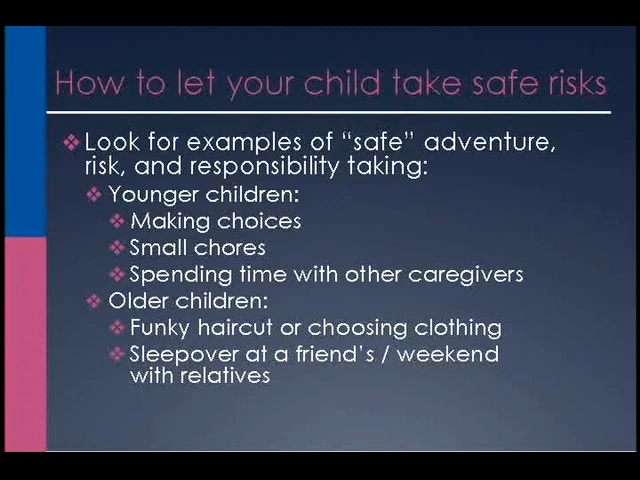 How to let your child take safe risks
Look for examples of “safe” adventure,
risk, and responsibility taking:
Younger children:
Making choices
Small chores
Spending time with other caregivers
Older children:
Funky haircut or choosing clothing
Sleepover at a friend’s / weekend
with relatives